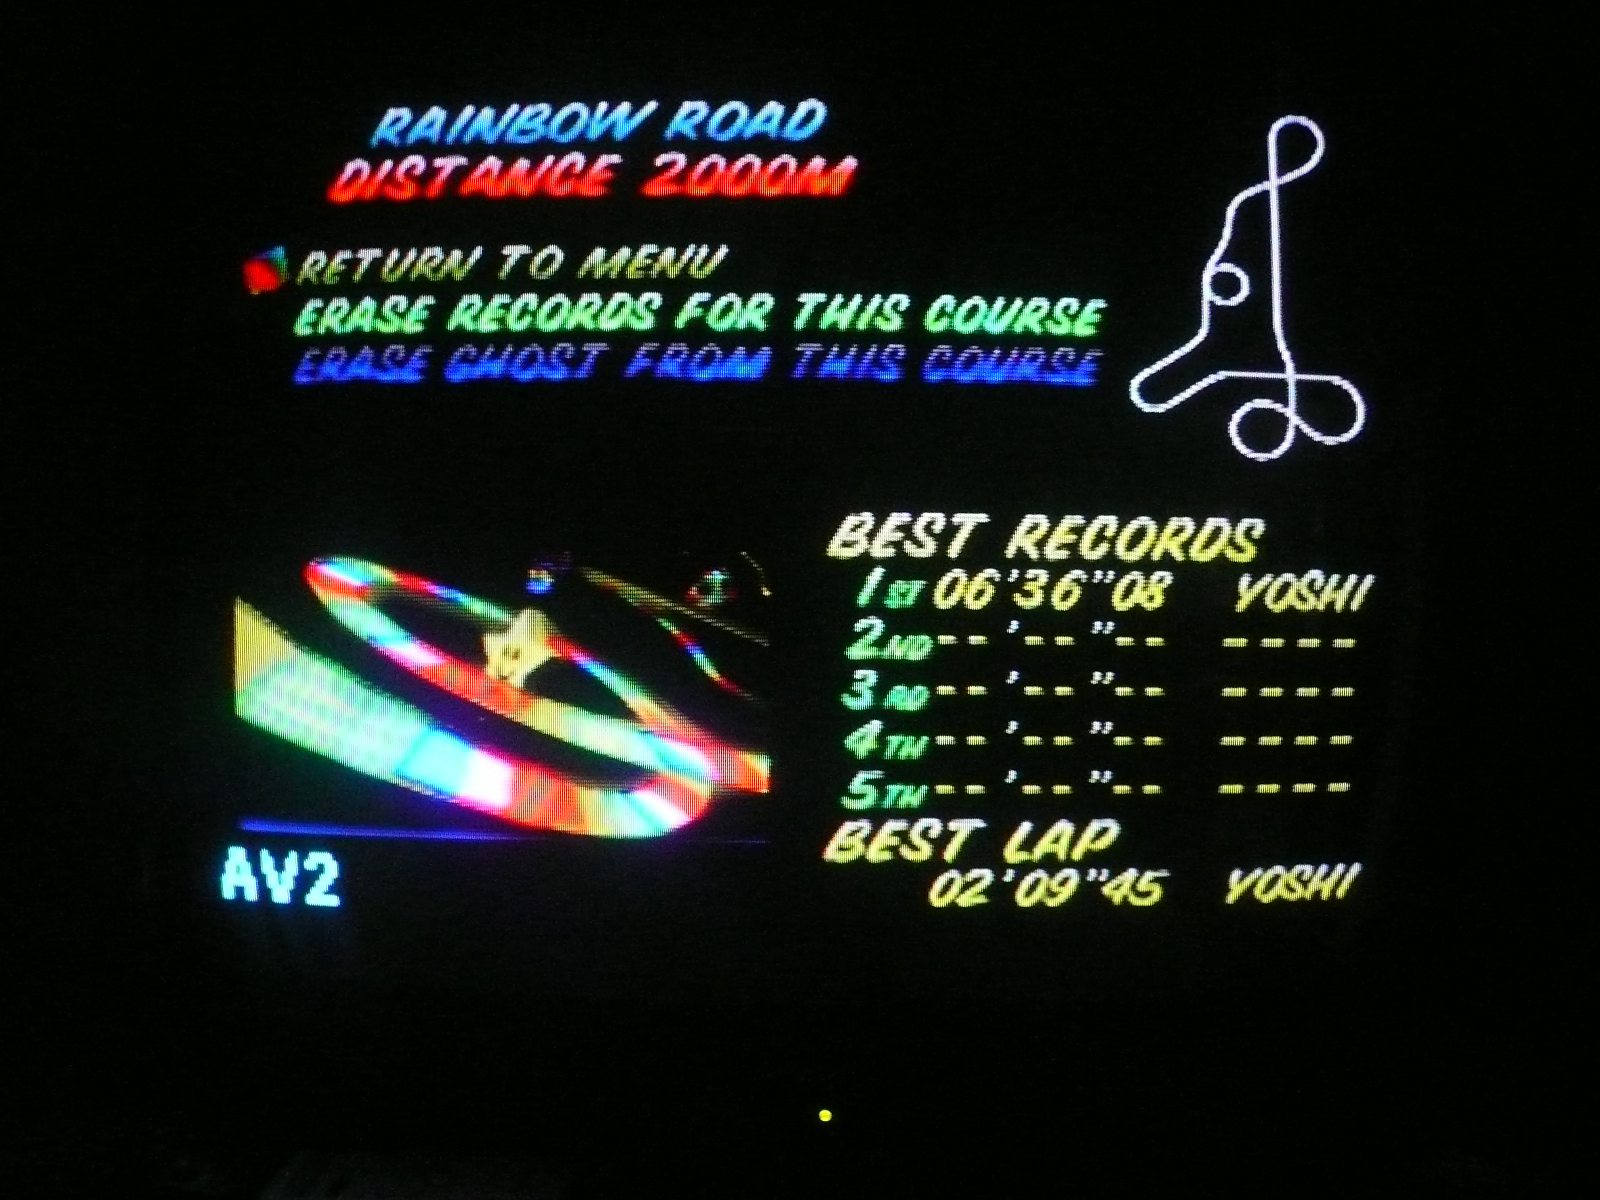 RAINBOW ROAD
DISTANCE 2000M
RETURN TO MENU
ERASE RECORDS FOR THIS COURSE
ERASE GHOST FROM THIS COURSE
BEST RECORDS
1ST 06'36"08 YOSHI
2ND --'--"-- ----
3RD --'--"-- ----
4TH --'--"-- ----
5TH --'--"-- ----
BEST LAP
02'09"45 YOSHI
AV2